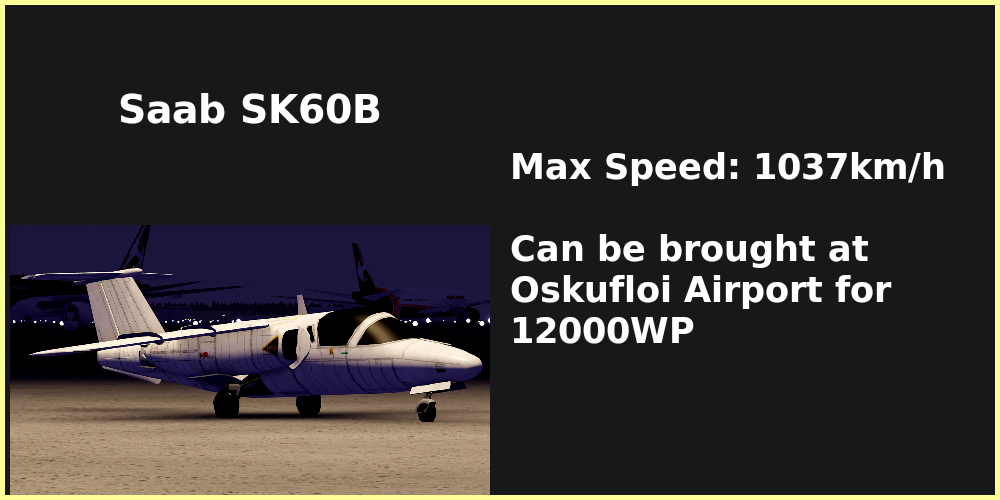 Saab SK60B
Max Speed: 1037km/h
Can be brought at
Oskufloi Airport for
12000WP